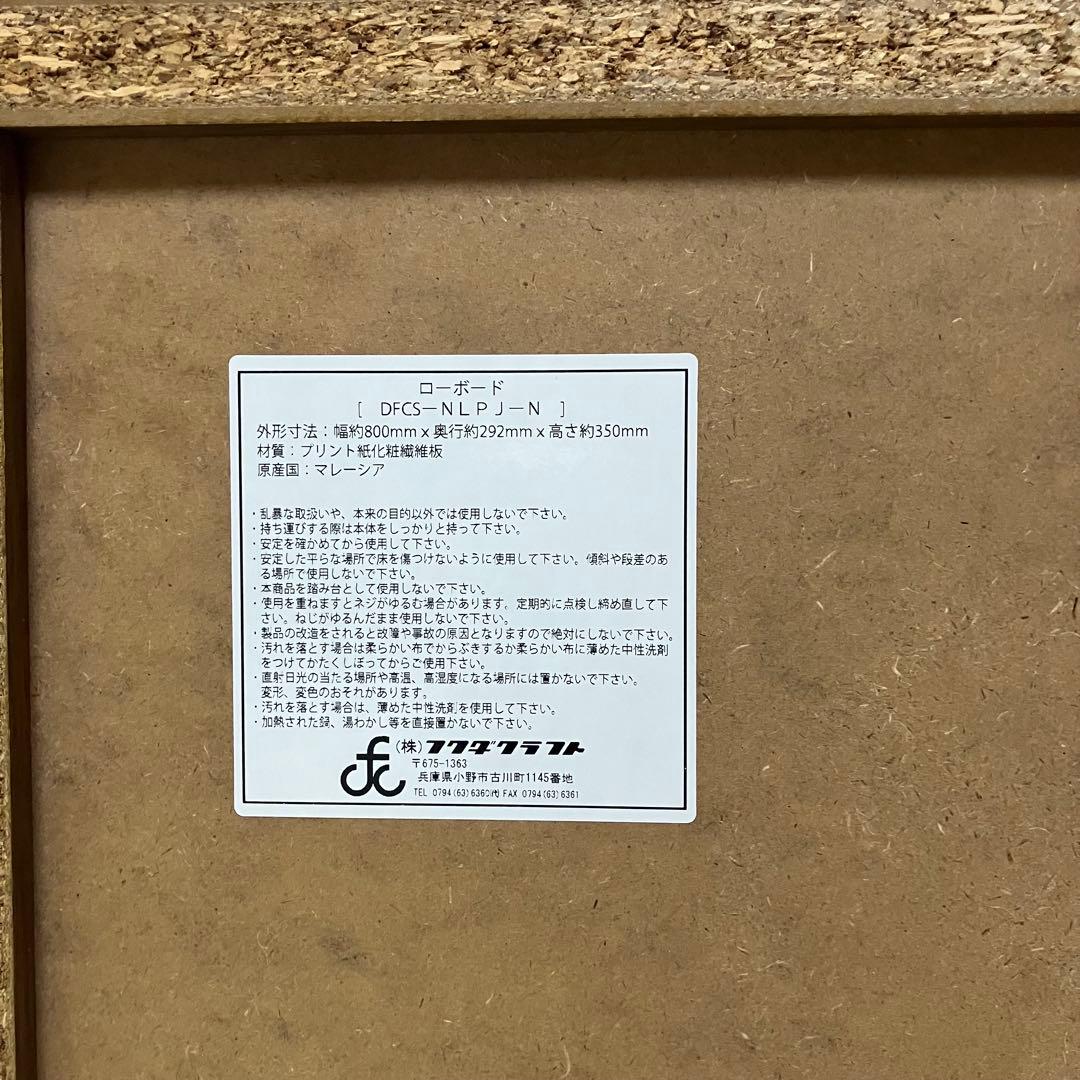 ローボード
[ DFCS－ＮＬＰＪ－Ｎ ]
外形寸法：幅約800mm x 奥行約292mm x 高さ約350mm
材質：プリント紙化粧繊維板
原産国：マレーシア
・乱暴な取扱いや、本来の目的以外では使用しないで下さい。
・持ち運びする際は本体をしっかりと持って下さい。
・安定を確かめてから使用して下さい。
・安定した平らな場所で床を傷つけないように使用して下さい。傾斜や段差のあ
る場所で使用しないで下さい。
・本商品を踏み台として使用しないで下さい。
・使用を重ねますとネジがゆるむ場合があります。定期的に点検し締め直して下
さい。ねじがゆるんだまま使用しないで下さい。
・製品の改造をされると故障や事故の原因となりますので絶対にしないで下さい。
・汚れを落とす場合は柔らかい布でからぶきするか柔らかい布に薄めた中性洗剤
をつけてかたくしぼってからご使用下さい。
・直射日光の当たる場所や高温、高湿度になる場所には置かないで下さい。
変形、変色のおそれがあります。
・汚れを落とす場合は、薄めた中性洗剤を使用して下さい。
・加熱された鍋、湯わかし等を直接置かないで下さい。
fc (株)フクダクラフト
〒675-1363
兵庫県小野市古川町1145番地
TEL 0794(63)6360(代) FAX 0794(63)6361